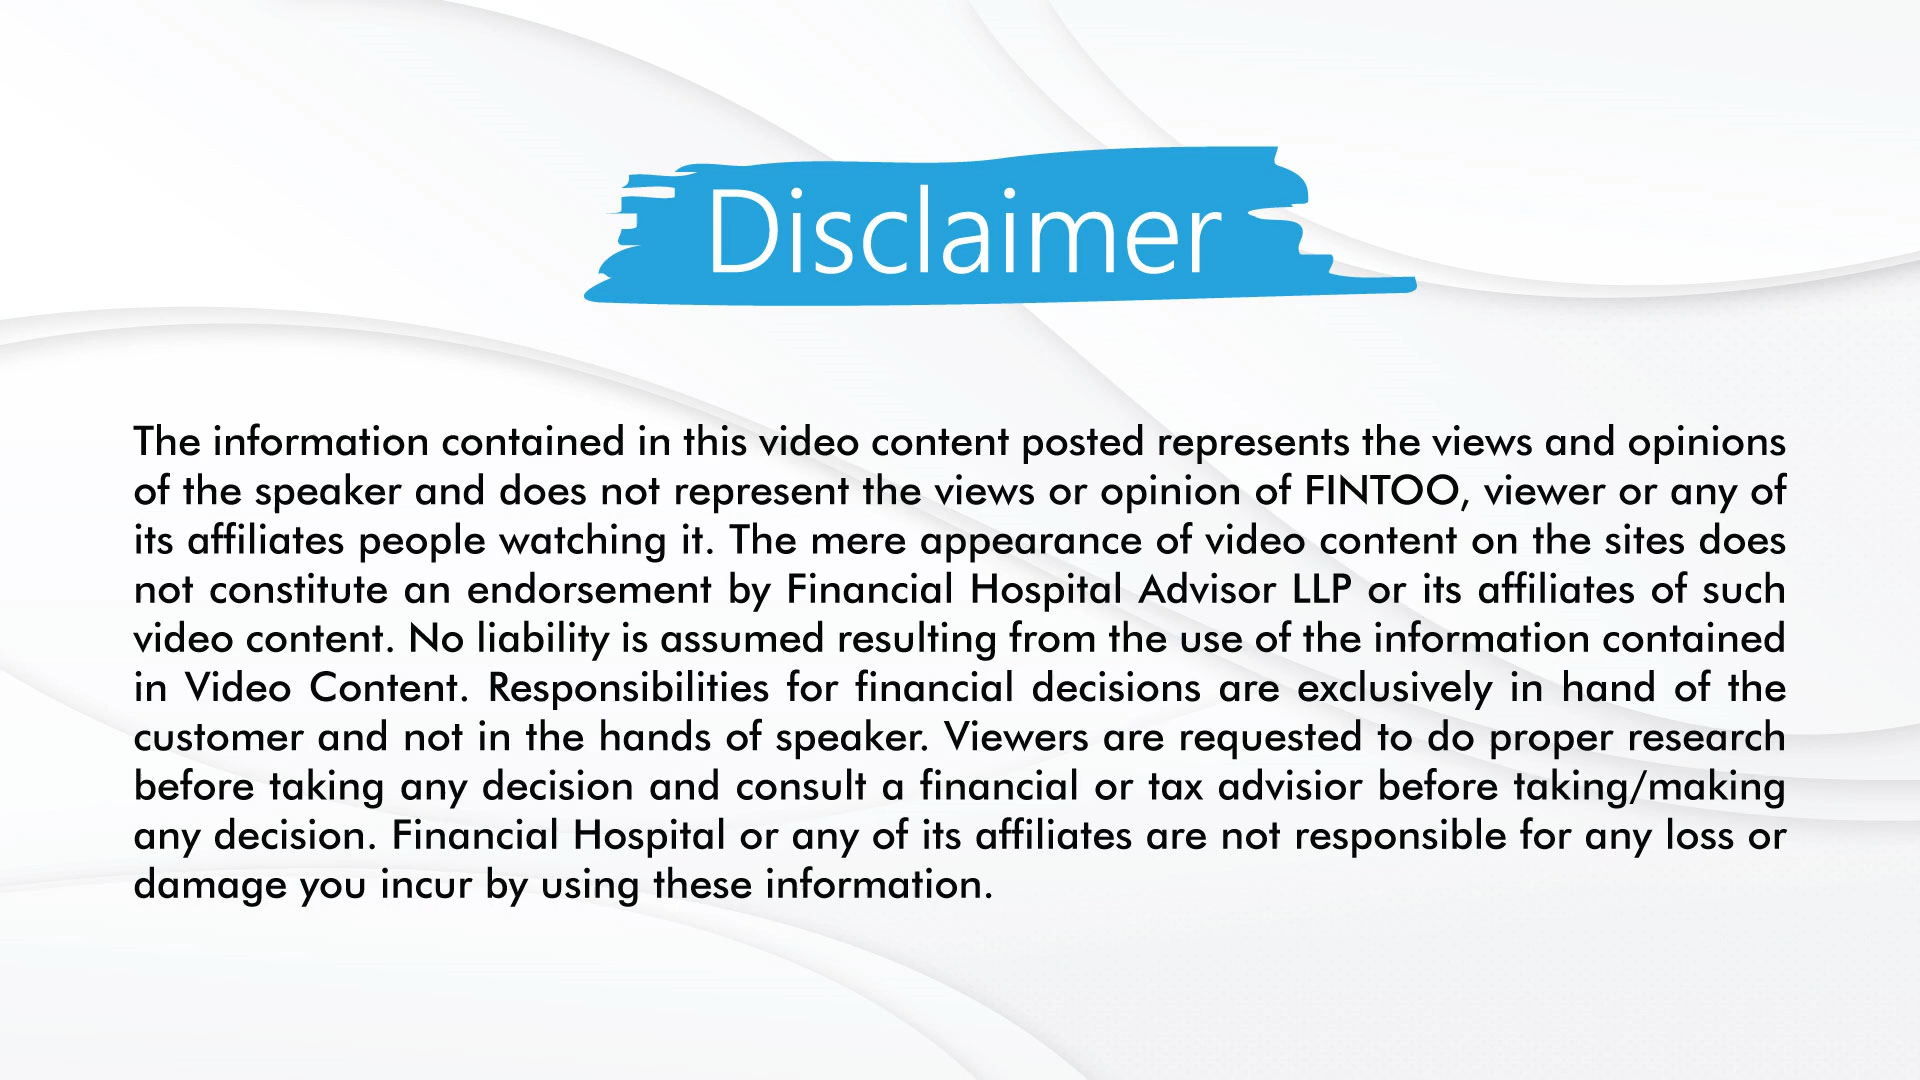 Disclaimer
The information contained in this video content posted represents the views and opinions
of the speaker and does not represent the views or opinion of FINTOO, viewer or any of
its affiliates people watching it. The mere appearance of video content on the sites does
not constitute an endorsement by Financial Hospital Advisor LLP or its affiliates of such
video content. No liability is assumed resulting from the use of the information contained
in Video Content. Responsibilities for financial decisions are exclusively in hand of the
customer and not in the hands of speaker. Viewers are requested to do proper research
before taking any decision and consult a financial or tax advisior before taking/making
any decision. Financial Hospital or any of its affiliates are not responsible for any loss or
damage you incur by using these information.